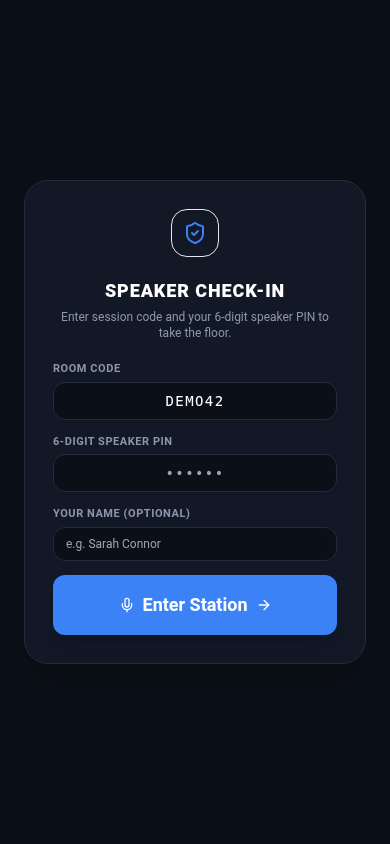 SPEAKER CHECK-IN
Enter session code and your 6-digit speaker PIN to
take the floor.
ROOM CODE
DEMO42
6-DIGIT SPEAKER PIN
••••••
YOUR NAME (OPTIONAL)
e.g. Sarah Connor
Enter Station